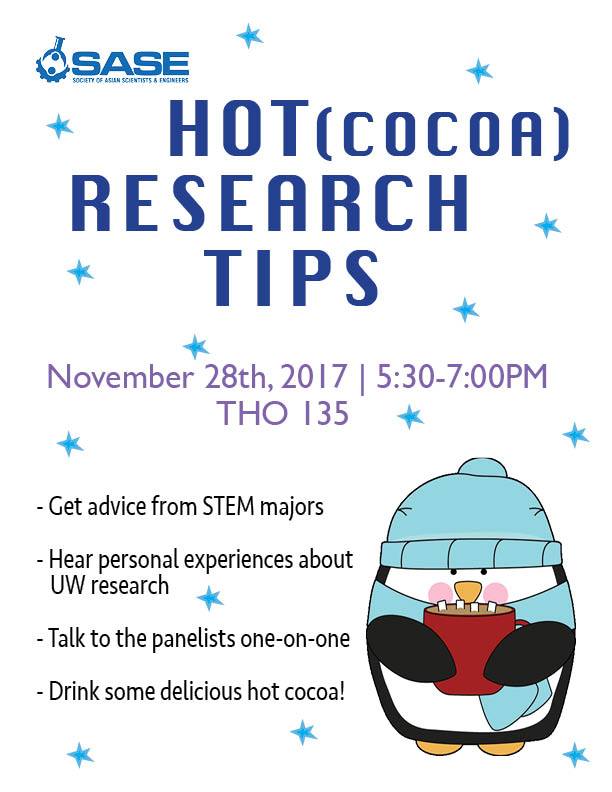 SASE
SOCIETY OF ASIAN SCIENTISTS & ENGINEERS
HOT(COCOA)
RESEARCH
TIPS
November 28th, 2017 | 5:30-7:00PM
THO 135
- Get advice from STEM majors
- Hear personal experiences about
UW research
- Talk to the panelists one-on-one
- Drink some delicious hot cocoa!